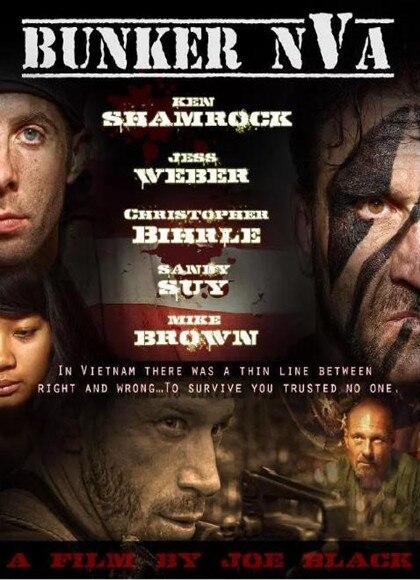 BUNKER NVA
KEN
SHAMROCK
JESS
WEBER
CHRISTOPHER
BIHRLE
SANDY
SUY
MIKE
BROWN
IN VIETNAM THERE WAS A THIN LINE BETWEEN
RIGHT AND WRONG...TO SURVIVE YOU TRUSTED NO ONE.
A FILM BY JOE BLACK